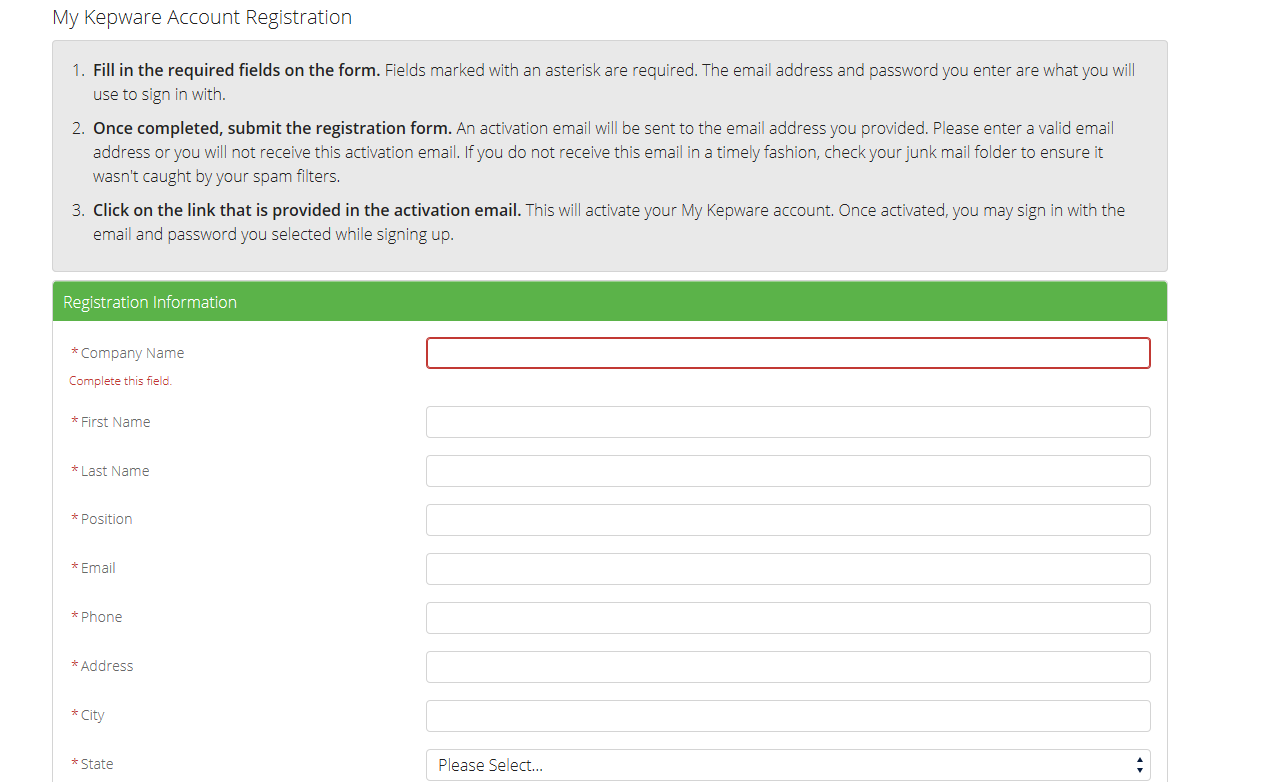 My Kepware Account Registration
1. Fill in the required fields on the form. Fields marked with an asterisk are required. The email address and password you enter are what you will
use to sign in with.
2. Once completed, submit the registration form. An activation email will be sent to the email address you provided. Please enter a valid email
address or you will not receive this activation email. If you do not receive this email in a timely fashion, check your junk mail folder to ensure it
wasn't caught by your spam filters.
3. Click on the link that is provided in the activation email. This will activate your My Kepware account. Once activated, you may sign in with the
email and password you selected while signing up.
Registration Information
* Company Name
Complete this field.
* First Name
* Last Name
* Position
* Email
* Phone
* Address
* City
* State
Please Select...